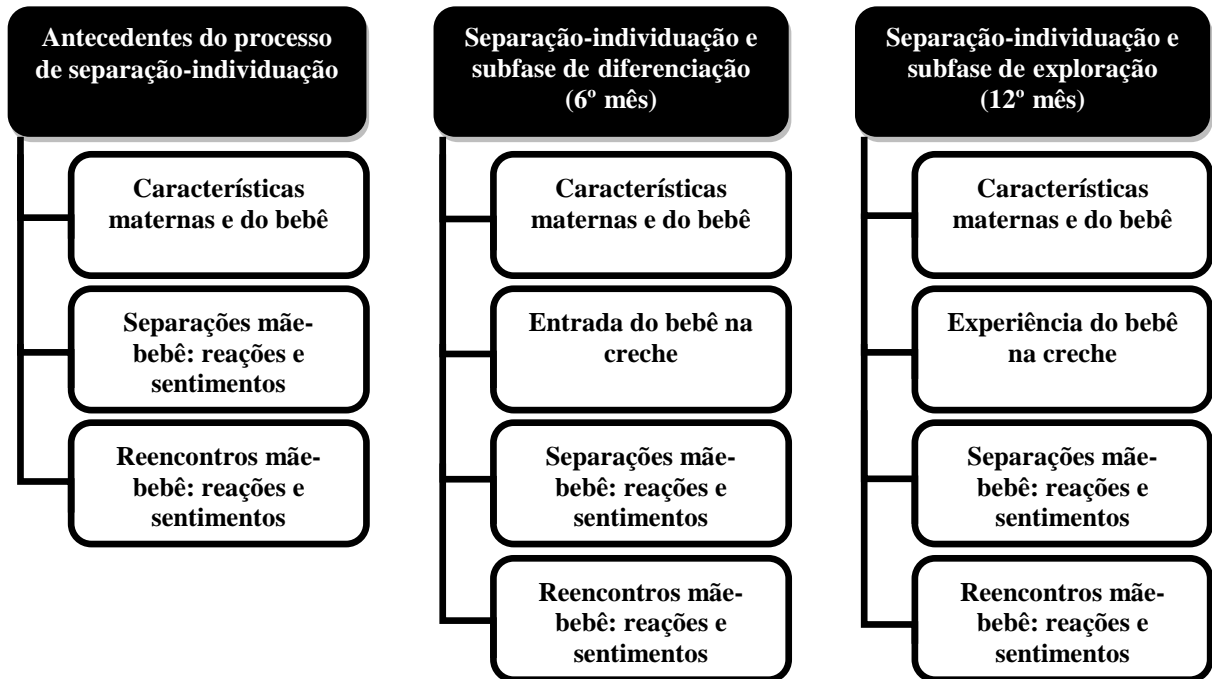 Antecedentes do processo
de separação-individuação
Características
maternas e do bebê
Separações mãe-
bebê: reações e
sentimentos
Reencontros mãe-
bebê: reações e
sentimentos
Separação-individuação e
subfase de diferenciação
(6º mês)
Características
maternas e do bebê
Entrada do bebê na
creche
Separações mãe-
bebê: reações e
sentimentos
Reencontros mãe-
bebê: reações e
sentimentos
Separação-individuação e
subfase de exploração
(12º mês)
Características
maternas e do bebê
Experiência do bebê
na creche
Separações mãe-
bebê: reações e
sentimentos
Reencontros mãe-
bebê: reações e
sentimentos